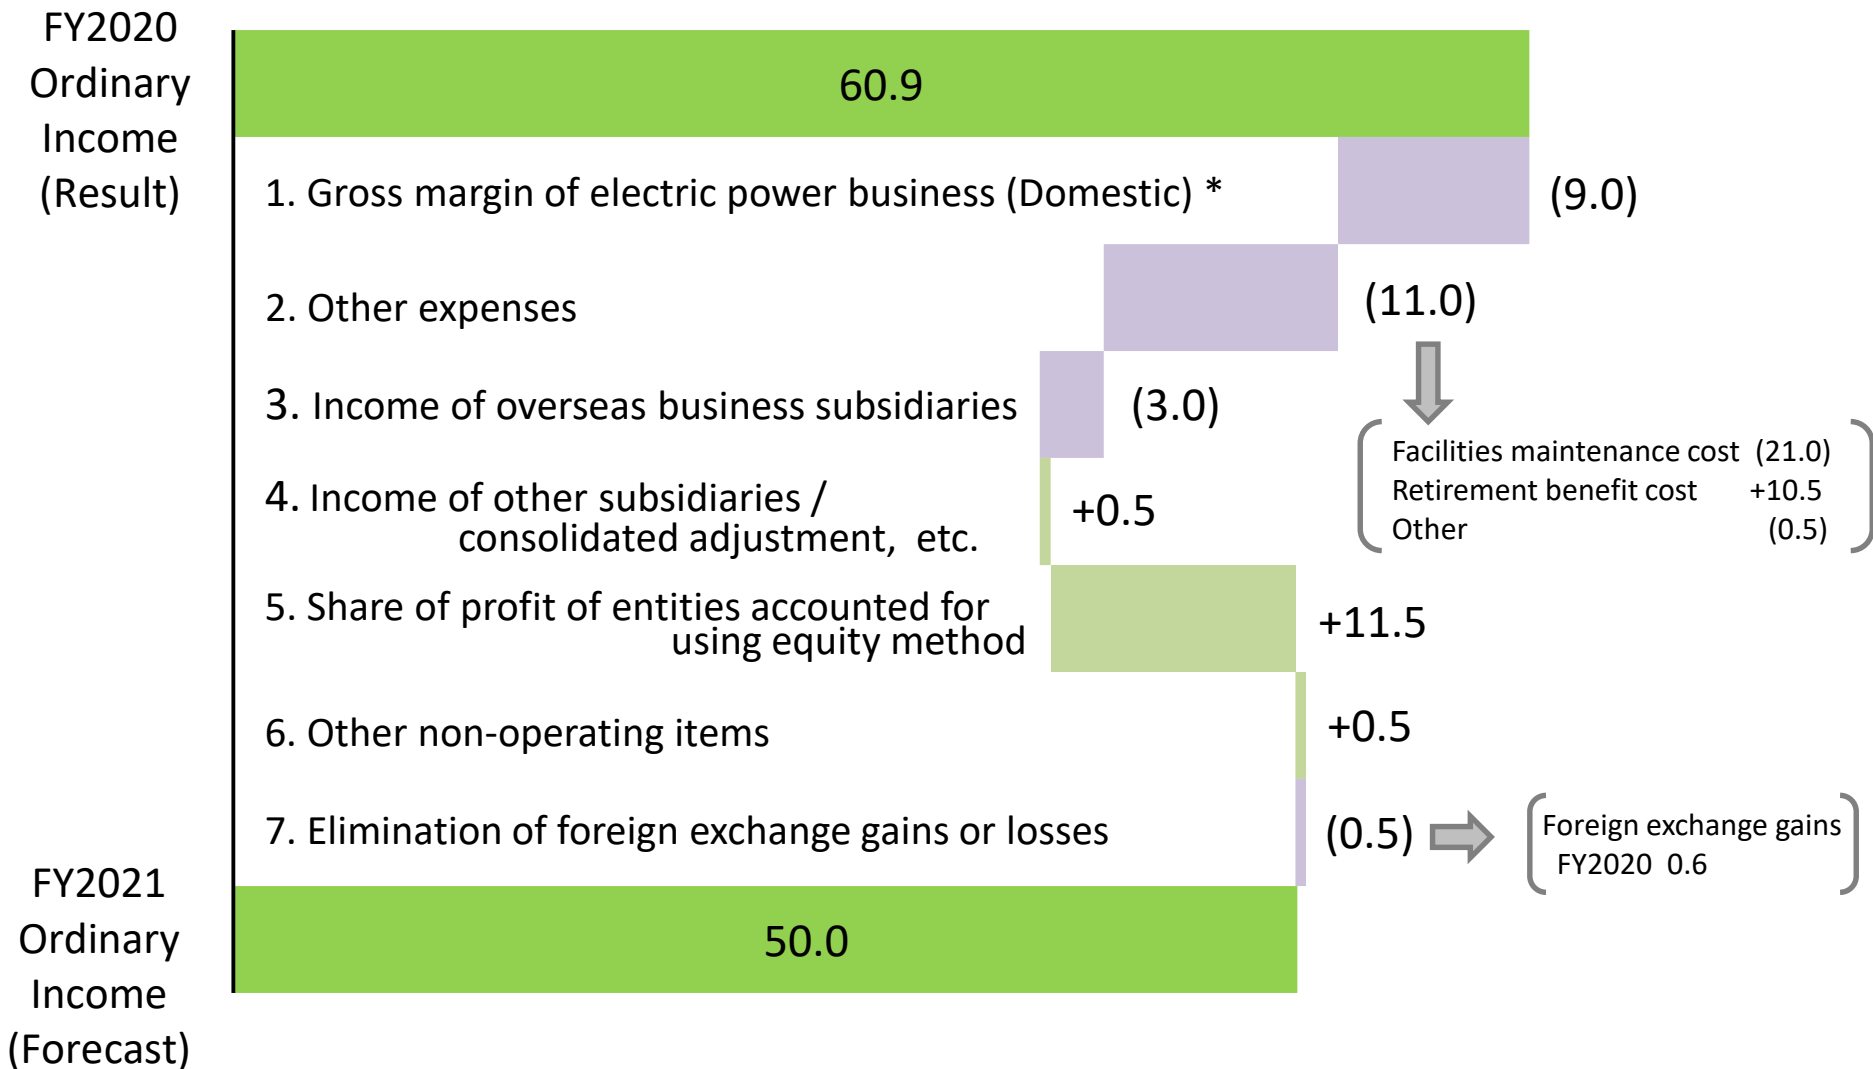 FY2020
Ordinary
Income
(Result)
60.9
1. Gross margin of electric power business (Domestic) *
(9.0)
2. Other expenses
(11.0)
3. Income of overseas business subsidiaries
(3.0)
Facilities maintenance cost (21.0)
Retirement benefit cost +10.5
Other (0.5)
4. Income of other subsidiaries /
consolidated adjustment, etc.
+0.5
5. Share of profit of entities accounted for
using equity method
+11.5
6. Other non-operating items
+0.5
7. Elimination of foreign exchange gains or losses
(0.5)
Foreign exchange gains
FY2020 0.6
FY2021
Ordinary
Income
(Forecast)
50.0